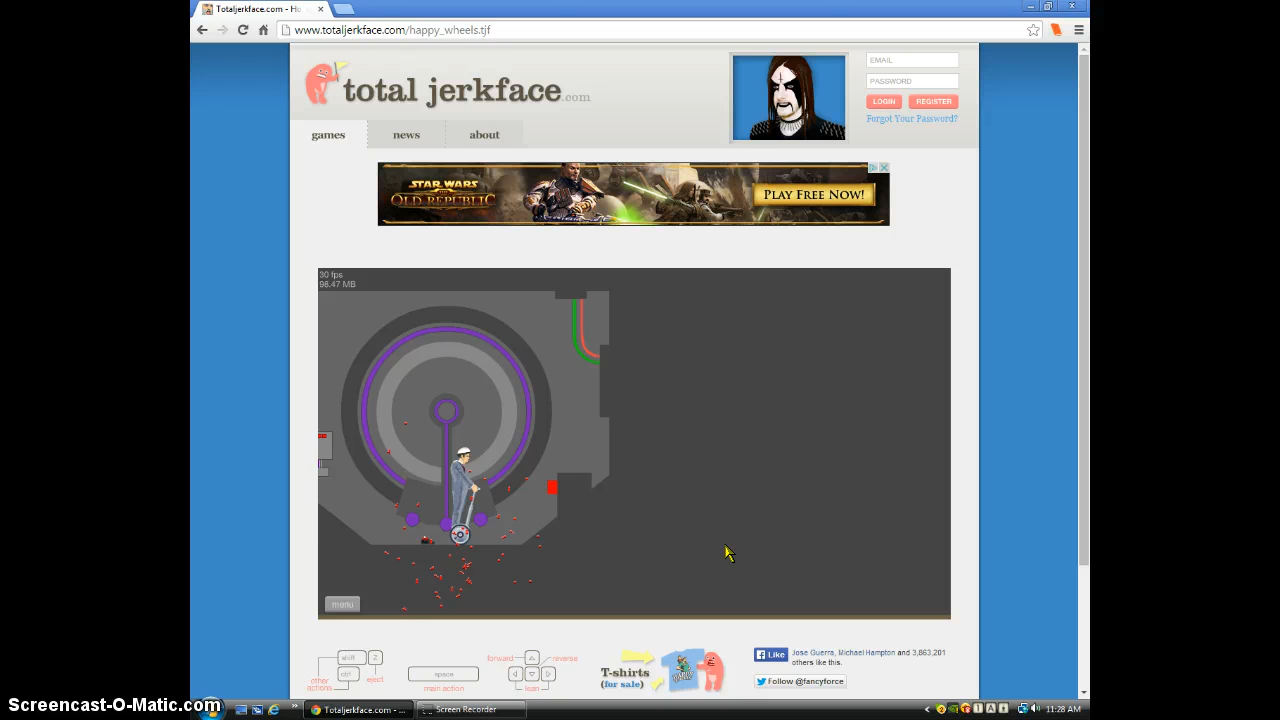 Totaljerkface.com - Ha
www.totaljerkface.com/happy_wheels.tjf
total jerkface.com
EMAIL
PASSWORD
LOGIN REGISTER
Forgot Your Password?
games news about
STAR WARS
THE OLD REPUBLIC
PLAY FREE NOW!
30 fps
98.47 MB
menu
shift Z
ctrl eject
other
actions
space
main action
forward reverse
lean
T-shirts
(for sale)
Like Jose Guerra, Michael Hampton and 3,863,201
others like this.
Follow @fancyforce
Screencast-O-Matic.com
Totaljerkface.com - ...
Screen Recorder
11:28 AM